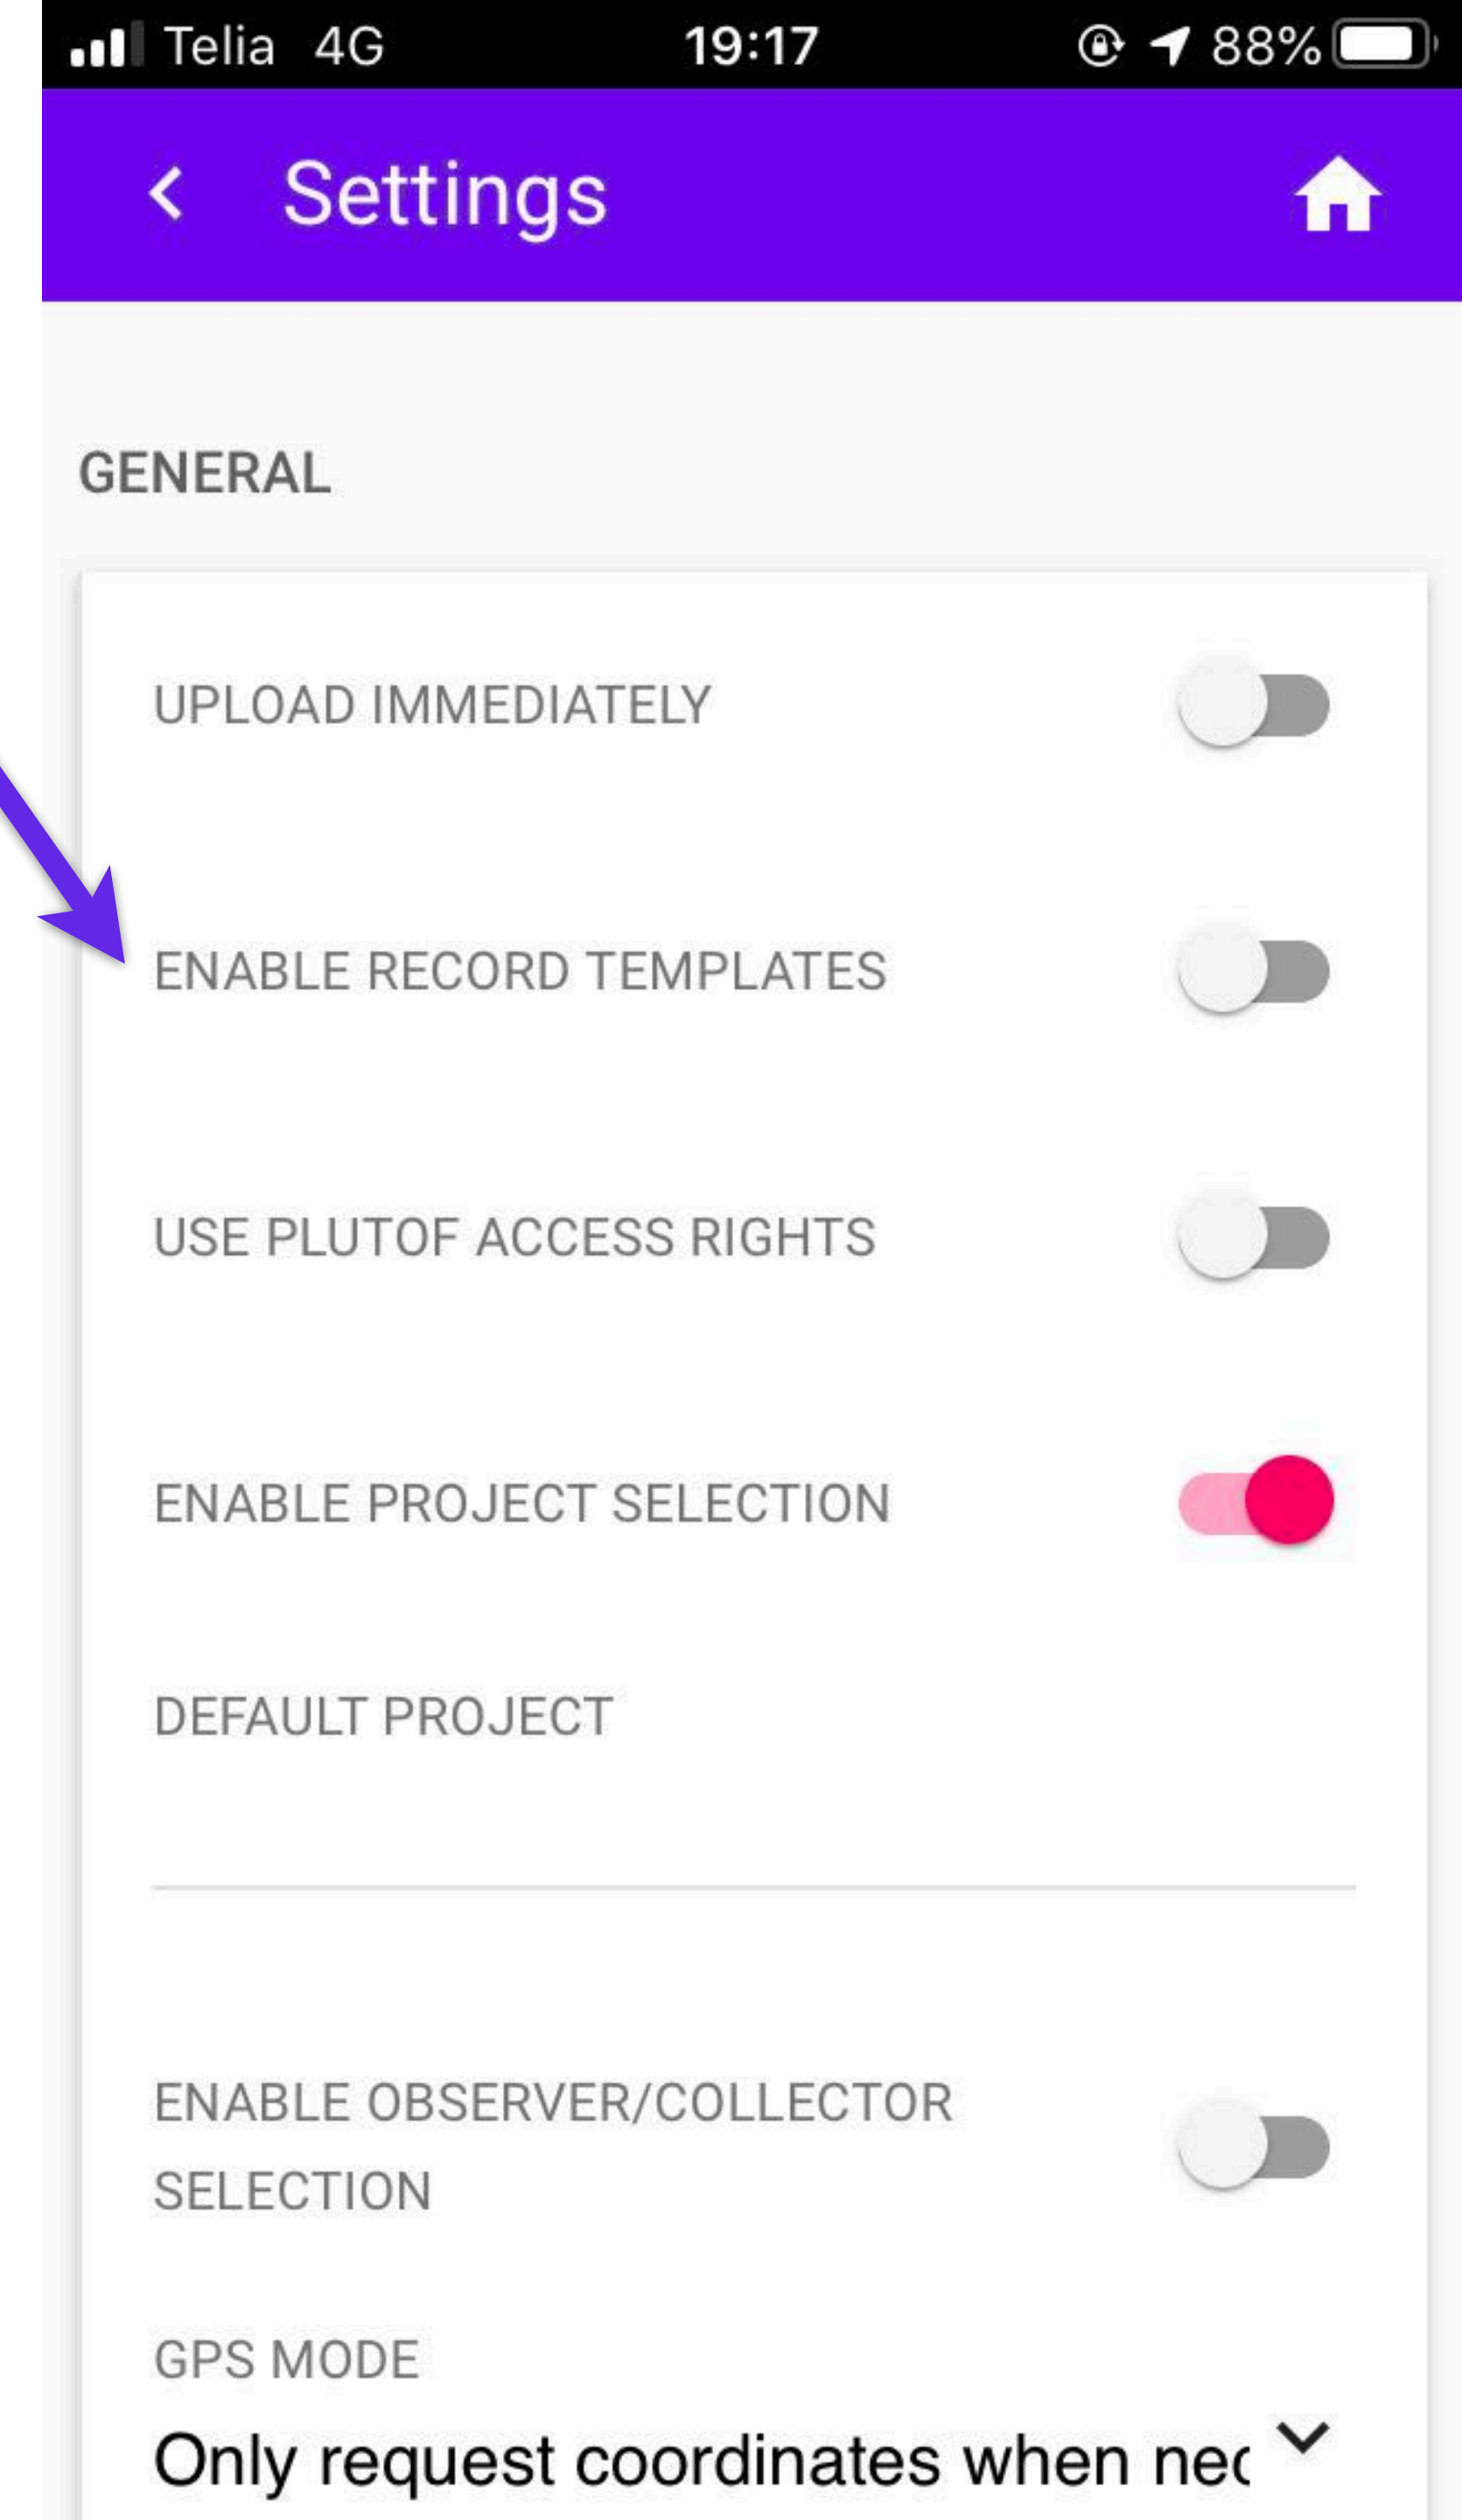 Telia 4G 19:17 88%
Settings
GENERAL
UPLOAD IMMEDIATELY
ENABLE RECORD TEMPLATES
USE PLUTOF ACCESS RIGHTS
ENABLE PROJECT SELECTION
DEFAULT PROJECT
ENABLE OBSERVER/COLLECTOR
SELECTION
GPS MODE
Only request coordinates when